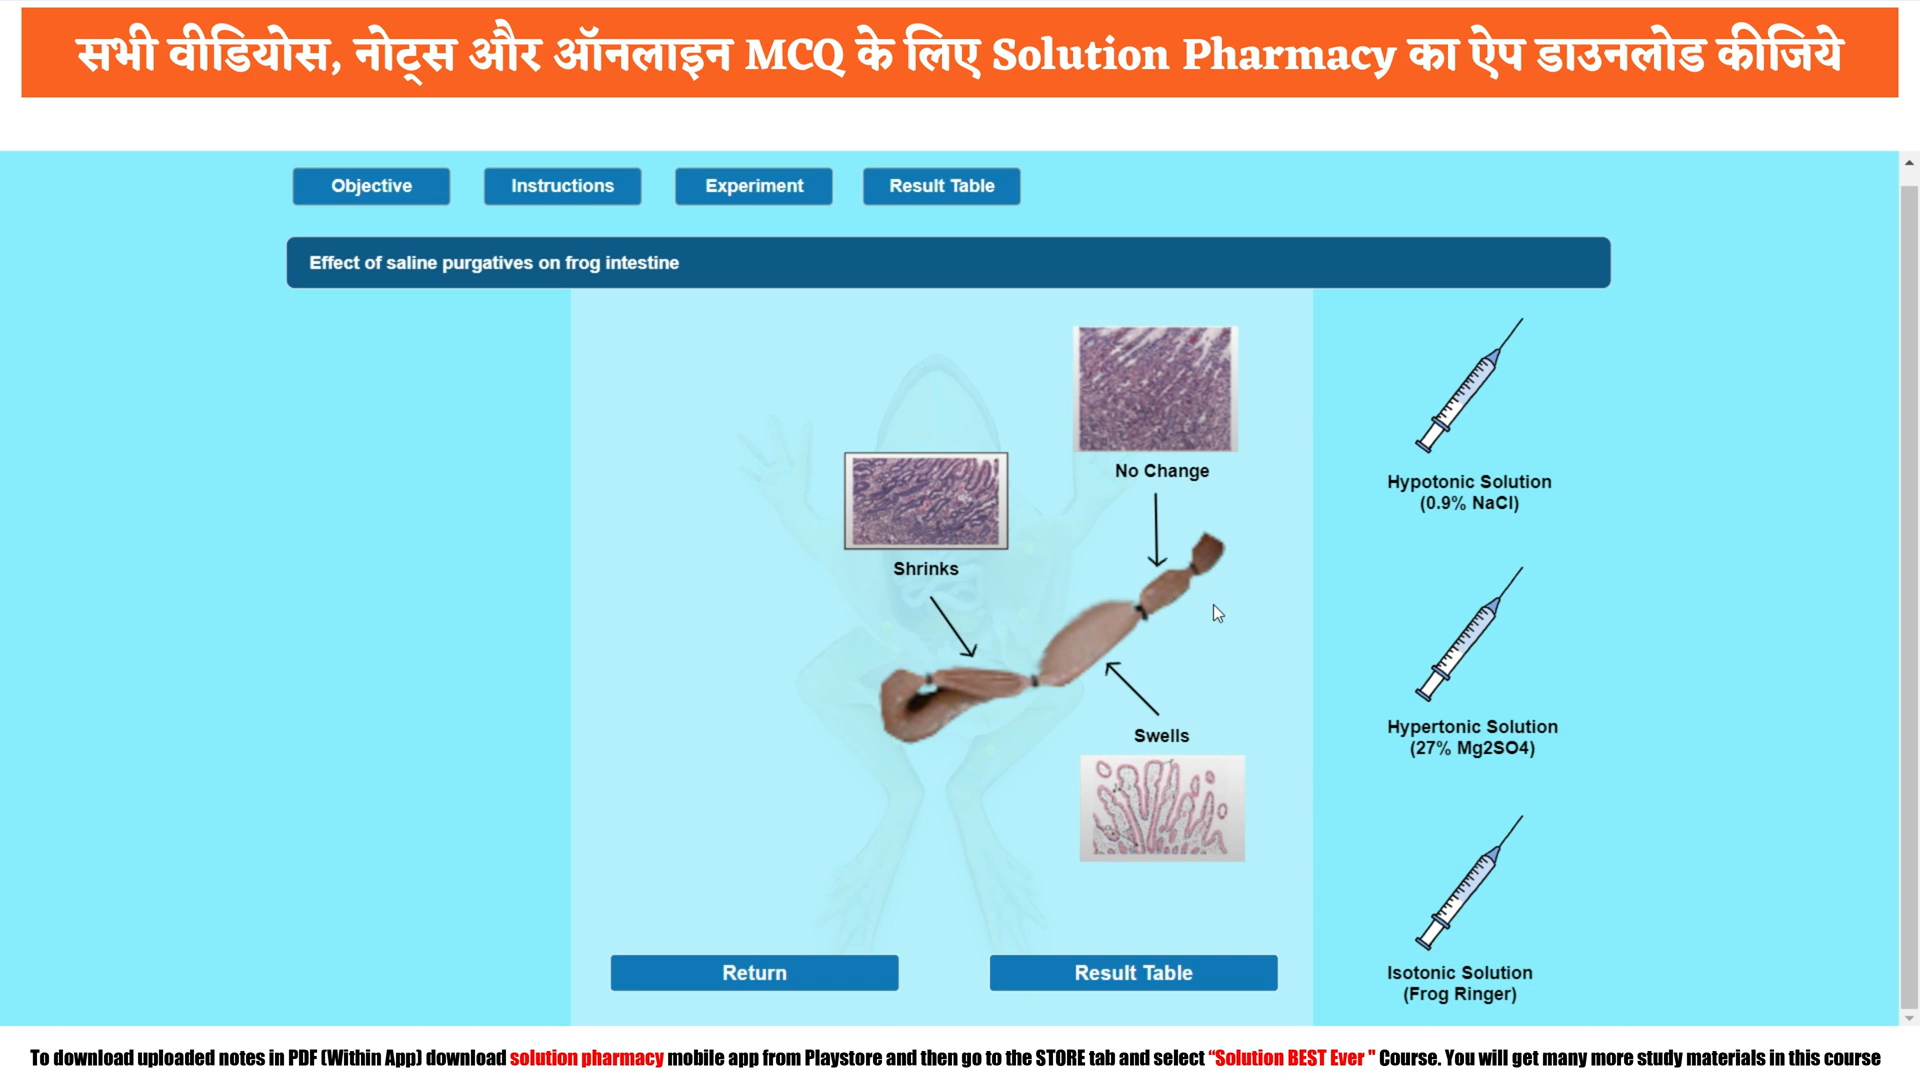 सभी वीडियोस, नोट्स और ऑनलाइन MCQ के लिए Solution Pharmacy का ऐप डाउनलोड कीजिये
Objective
Instructions
Experiment
Result Table
Effect of saline purgatives on frog intestine
No Change
Shrinks
Swells
Hypotonic Solution
(0.9% NaCl)
Hypertonic Solution
(27% Mg2SO4)
Isotonic Solution
(Frog Ringer)
Return
Result Table
To download uploaded notes in PDF (Within App) download solution pharmacy mobile app from Playstore and then go to the STORE tab and select “Solution BEST Ever " Course. You will get many more study materials in this course